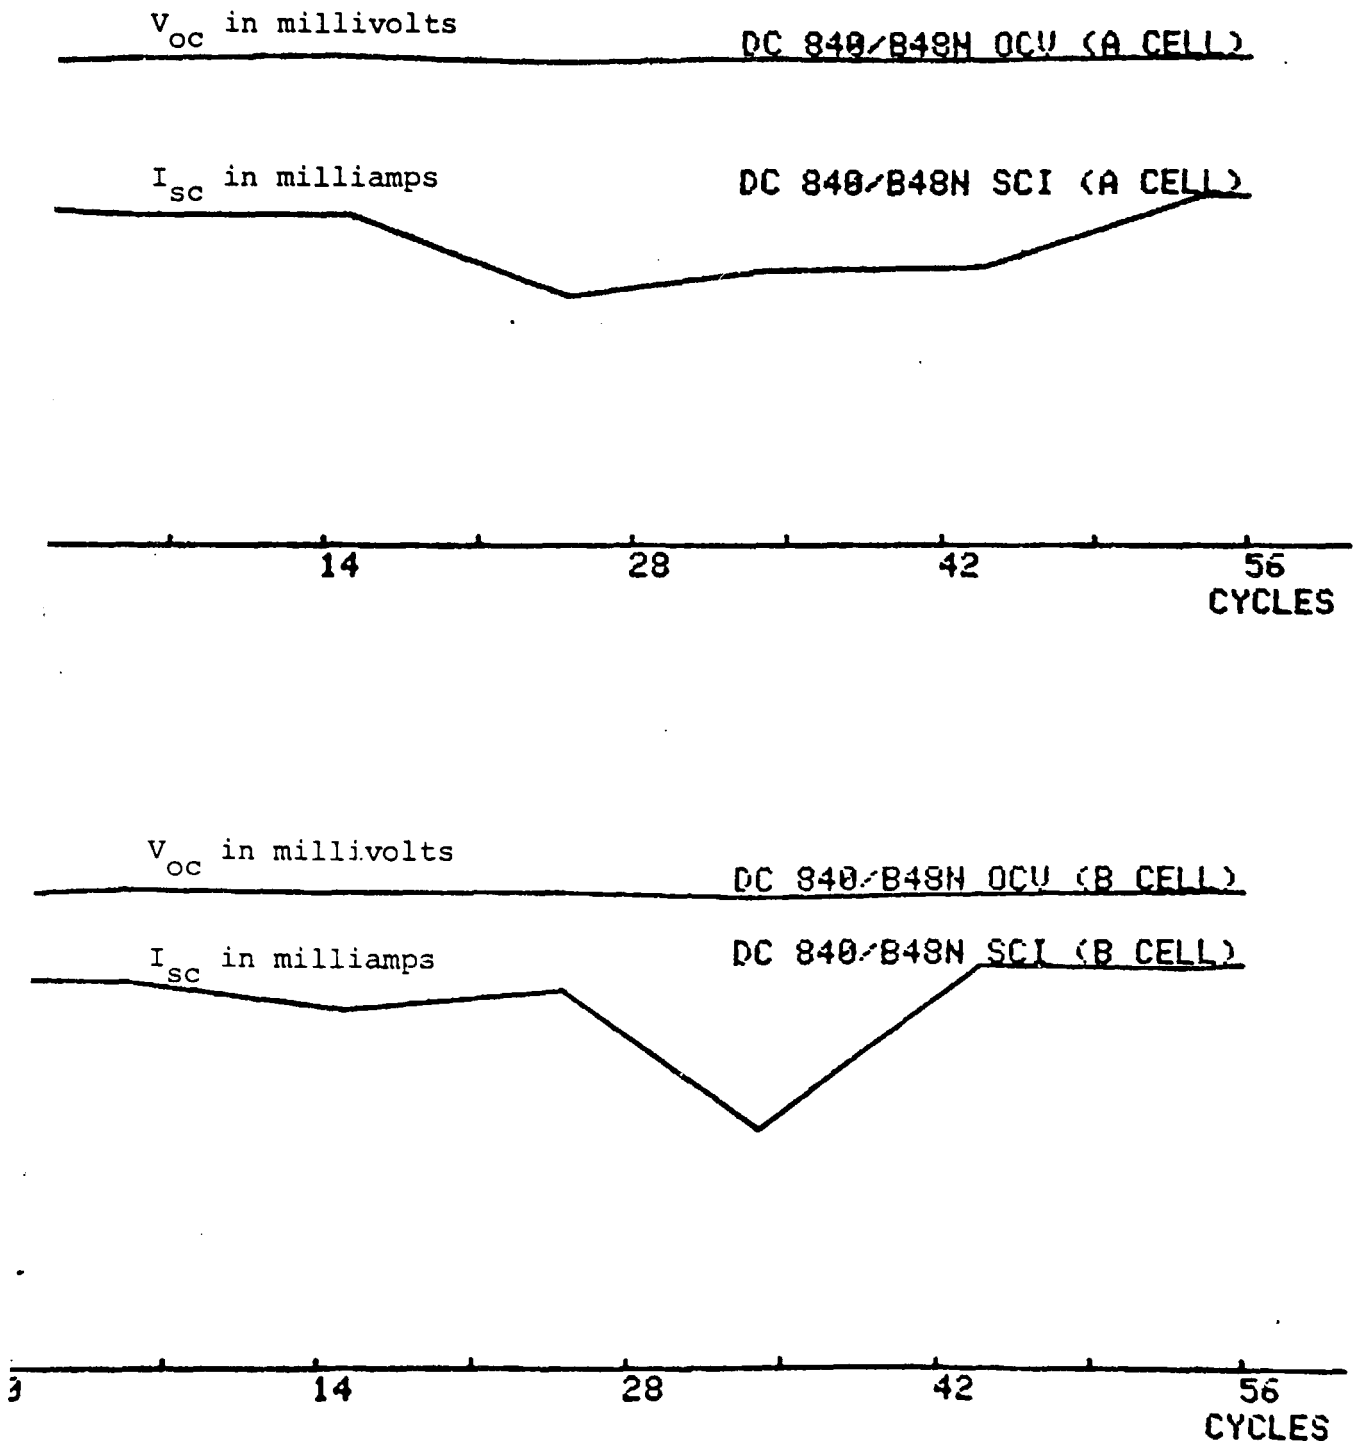 Voc in millivolts
DC 840/B48N OCV (A CELL)
Isc in milliamps
DC 840/B48N SCI (A CELL)
14 28 42 56
CYCLES
Voc in millivolts
DC 840/B48N OCV (B CELL)
Isc in milliamps
DC 840/B48N SCI (B CELL)
14 28 42 56
CYCLES